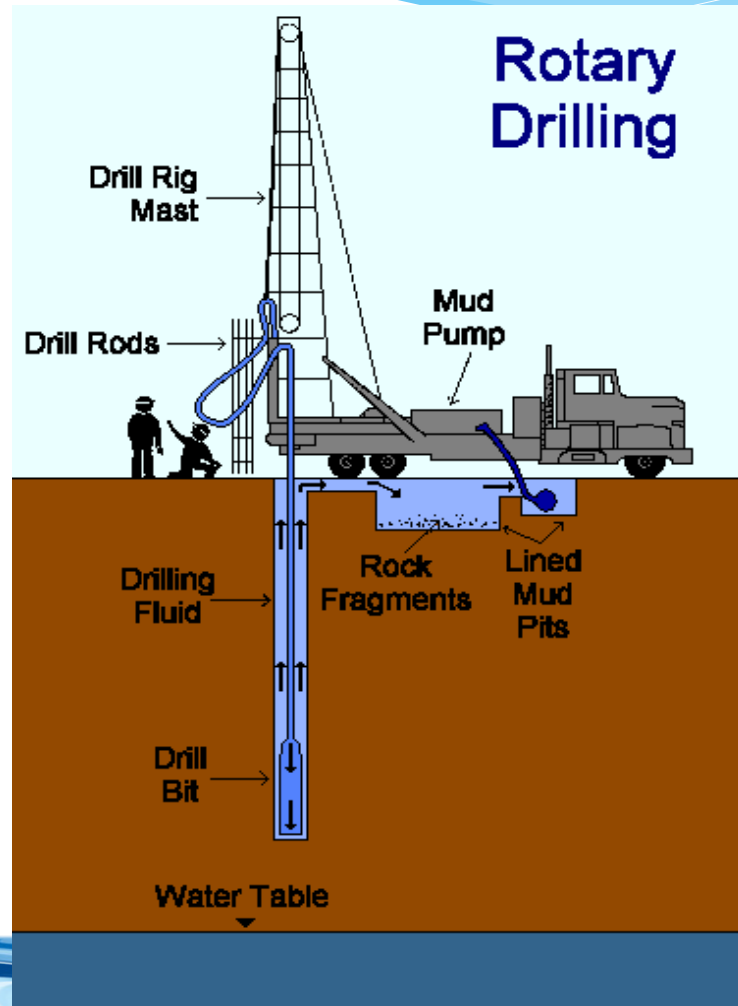 Rotary
Drilling
Drill Rig
Mast
Mud
Pump
Drill Rods
Drilling
Fluid
Rock
Fragments
Lined
Mud
Pits
Drill
Bit
Water Table